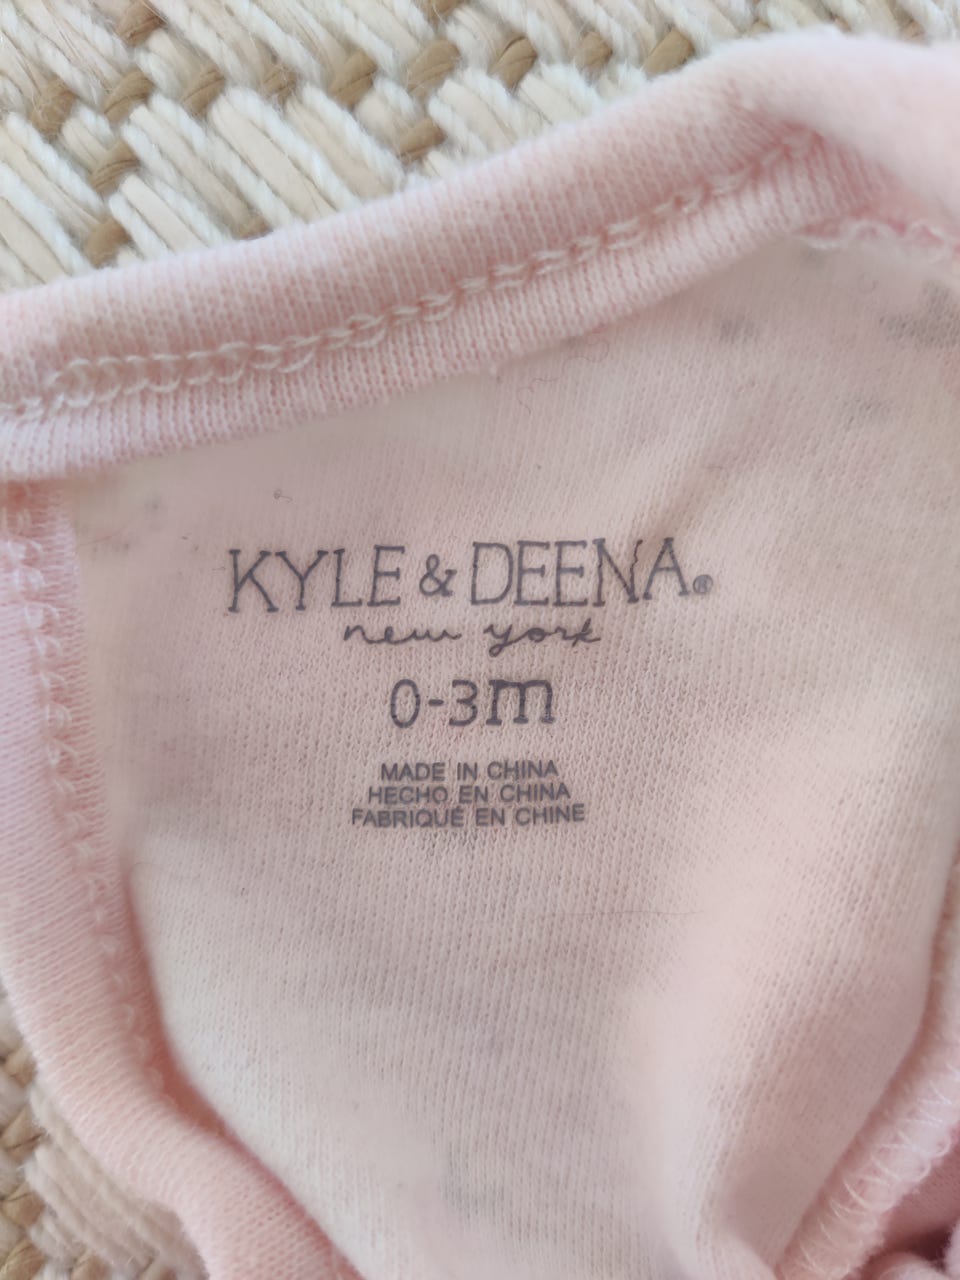 KYLE & DEENA®
new york
0-3m
MADE IN CHINA
HECHO EN CHINA
FABRIQUÉ EN CHINE